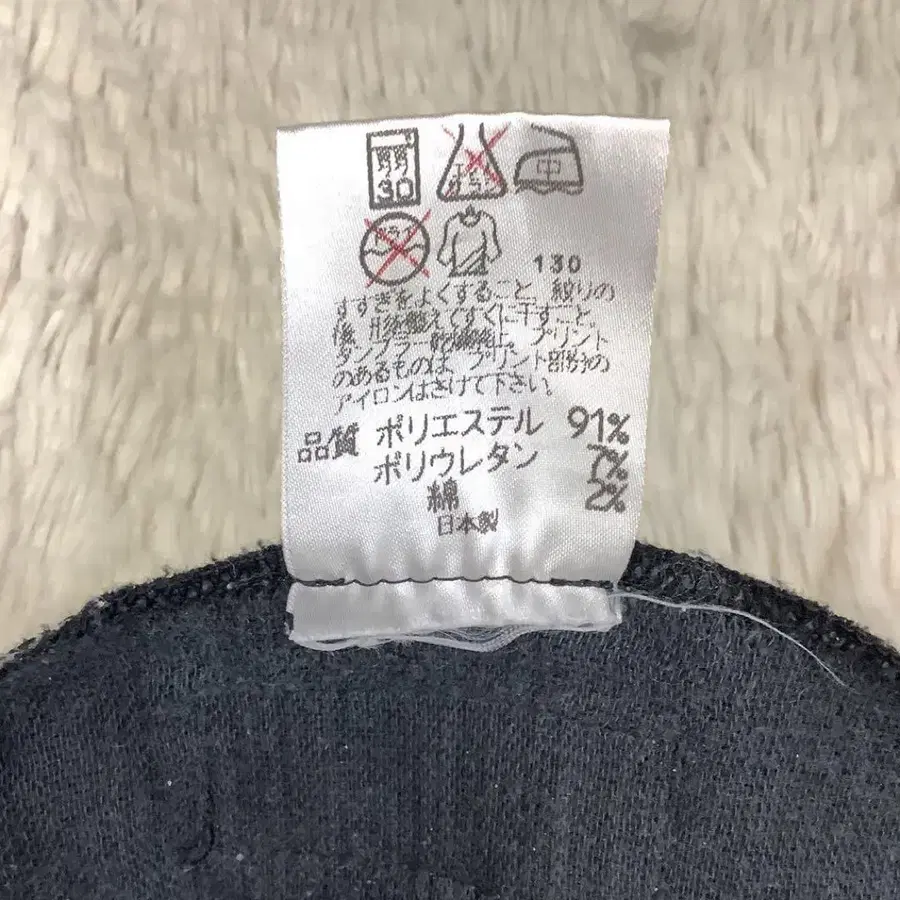 弱
30
中
130
すすぎをよくすること。絞りの
後、形を整えてすぐに干すこと。
タンブラー乾燥禁止。プリント
のあるものは、プリント部分の
アイロンはさけて下さい。
品質 ポリエステル 91%
ポリウレタン
綿
日本製